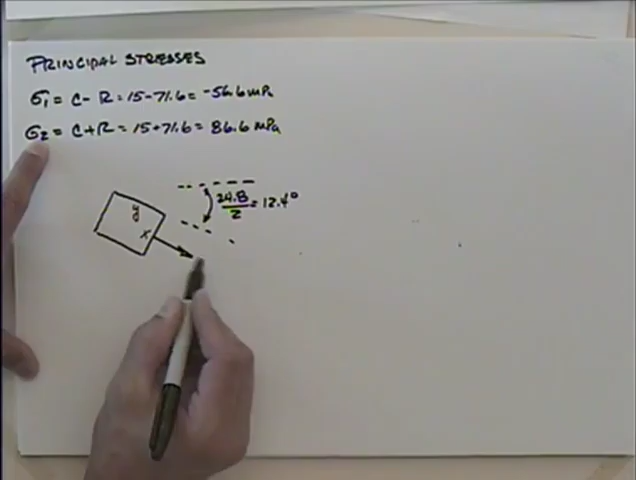 PRINCIPAL STRESSES
σ₁ = C - R = 15 - 71.6 = -56.6 MPa
σ₂ = C + R = 15 + 71.6 = 86.6 MPa
24.8/2 = 12.4°
y
x